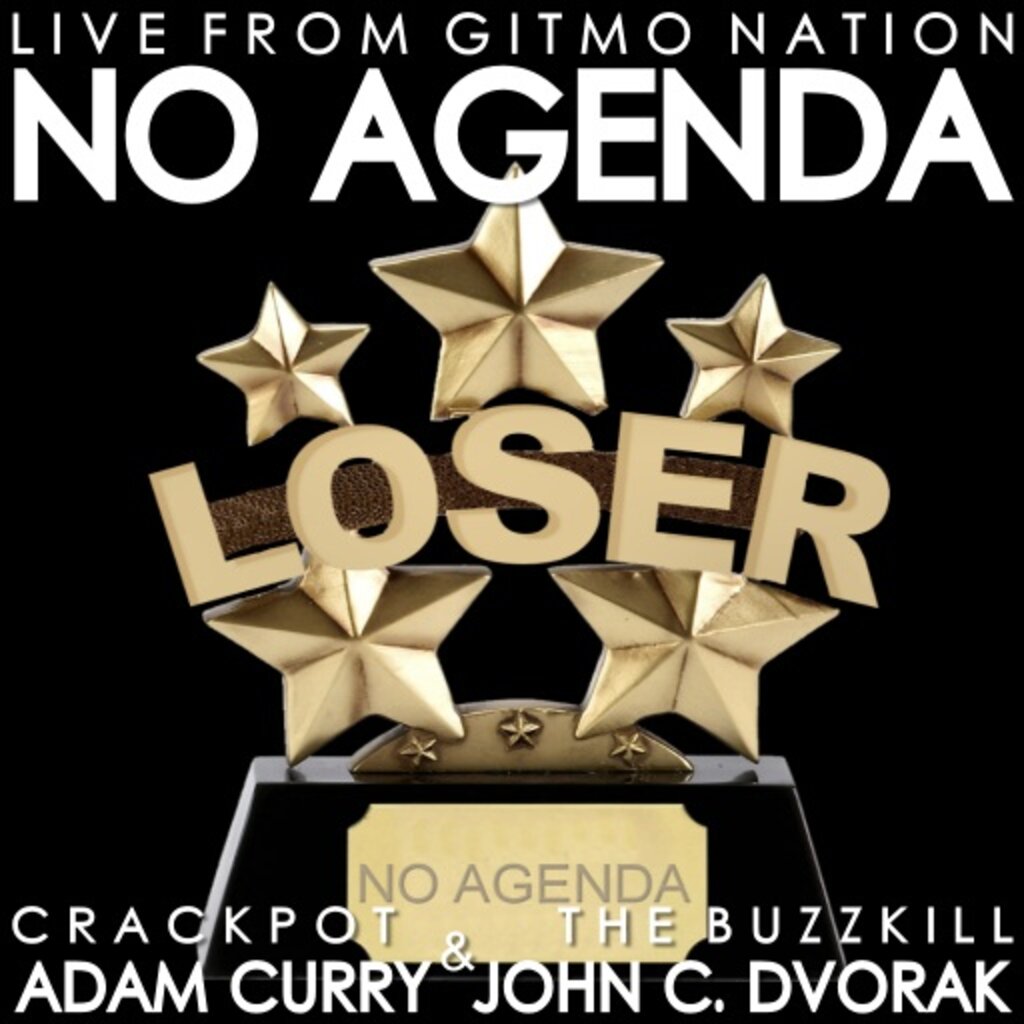 LIVE FROM GITMO NATION
NO AGENDA
LOSER
NO AGENDA
CRACKPOT & THE BUZZKILL
ADAM CURRY JOHN C. DVORAK